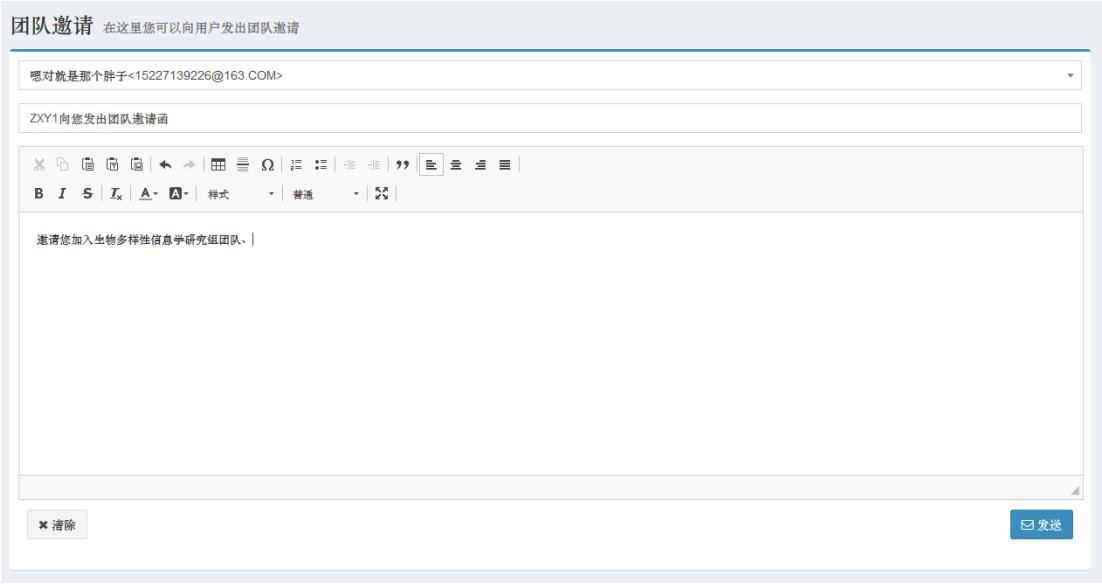 团队邀请 在这里您可以向用户发出团队邀请
嗯对就是那个胖子<15227139226@163.COM>
ZXY1向您发出团队邀请函
B I S Ix A A 样式 普通
邀请您加入生物多样性信息学研究组团队、
清除 发送